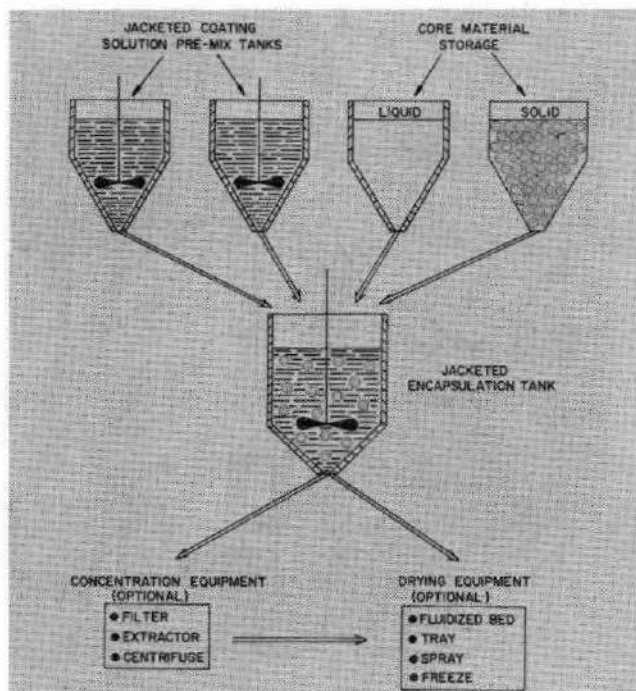 JACKETED COATING
SOLUTION PRE-MIX TANKS
CORE MATERIAL
STORAGE
LIQUID
SOLID
JACKETED
ENCAPSULATION TANK
CONCENTRATION EQUIPMENT
(OPTIONAL)
• FILTER
• EXTRACTOR
• CENTRIFUGE
DRYING EQUIPMENT
(OPTIONAL)
• FLUIDIZED BED
• TRAY
• SPRAY
• FREEZE